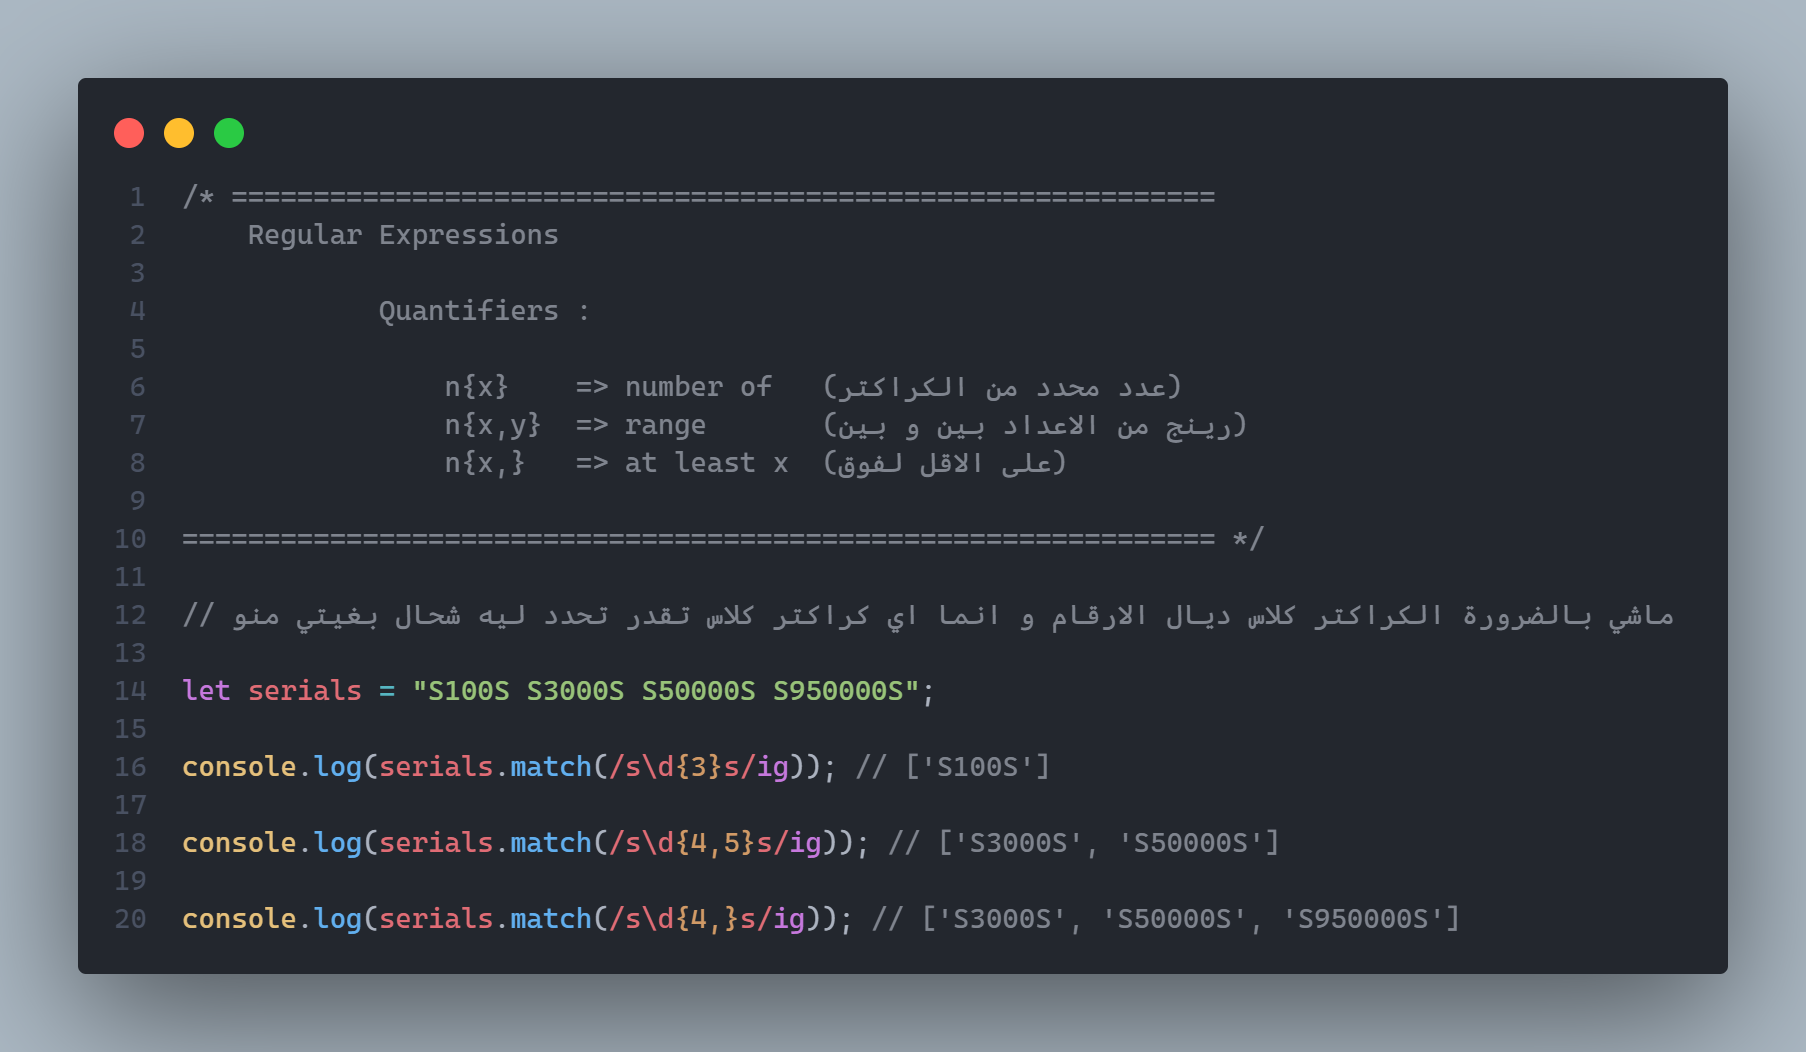 1 /* ============================================================
2 Regular Expressions
3
4 Quantifiers :
5
6 n{x} => number of (عدد محدد من الكراكتر)
7 n{x,y} => range (رينج من الاعداد بين و بين)
8 n{x,} => at least x (على الاقل لفوق)
9
10 =============================================================== */
11
12 // ماشي بالضرورة الكراكتر كلاس ديال الارقام و انما اي كراكتر كلاس تقدر تحدد ليه شحال بغيتي منو
13
14 let serials = "S100S S3000S S50000S S950000S";
15
16 console.log(serials.match(/s\d{3}s/ig)); // ['S100S']
17
18 console.log(serials.match(/s\d{4,5}s/ig)); // ['S3000S', 'S50000S']
19
20 console.log(serials.match(/s\d{4,}s/ig)); // ['S3000S', 'S50000S', 'S950000S']